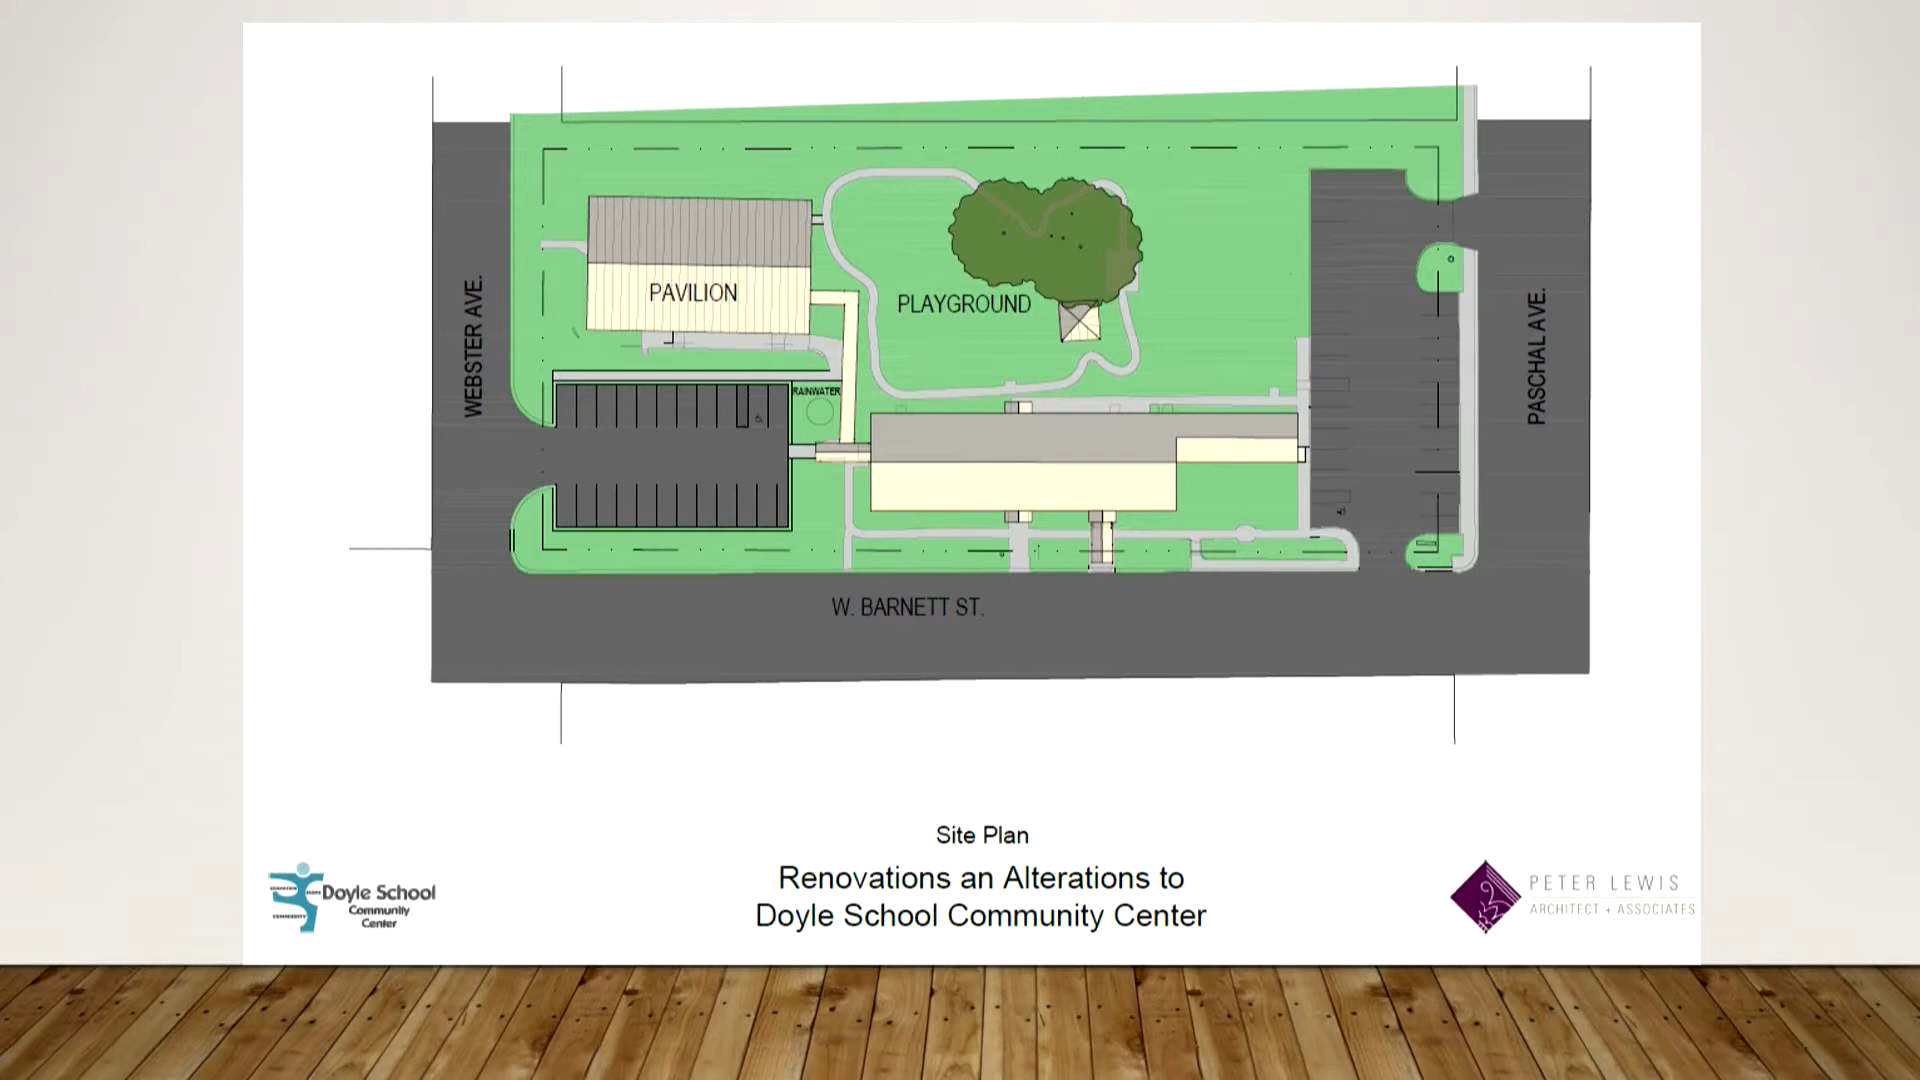 WEBSTER AVE.
PAVILION
PLAYGROUND
RAINWATER
PASCHAL AVE.
W. BARNETT ST.
Site Plan
Renovations an Alterations to
Doyle School Community Center
Doyle School
Community
Center
COMMUNITY
PETER LEWIS
ARCHITECT + ASSOCIATES